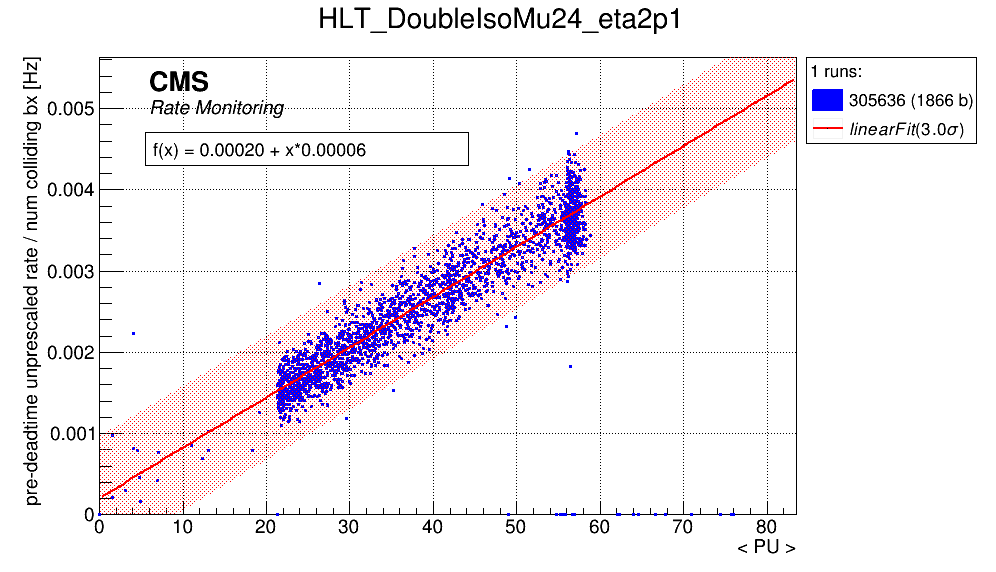 HLT_DoubleIsoMu24_eta2p1
pre-deadtime unprescaled rate / num colliding bx [Hz]
CMS
Rate Monitoring
f(x) = 0.00020 + x*0.00006
1 runs:
305636 (1866 b)
linearFit(3.0σ)
0.005
0.004
0.003
0.002
0.001
0
0 10 20 30 40 50 60 70 80
< PU >